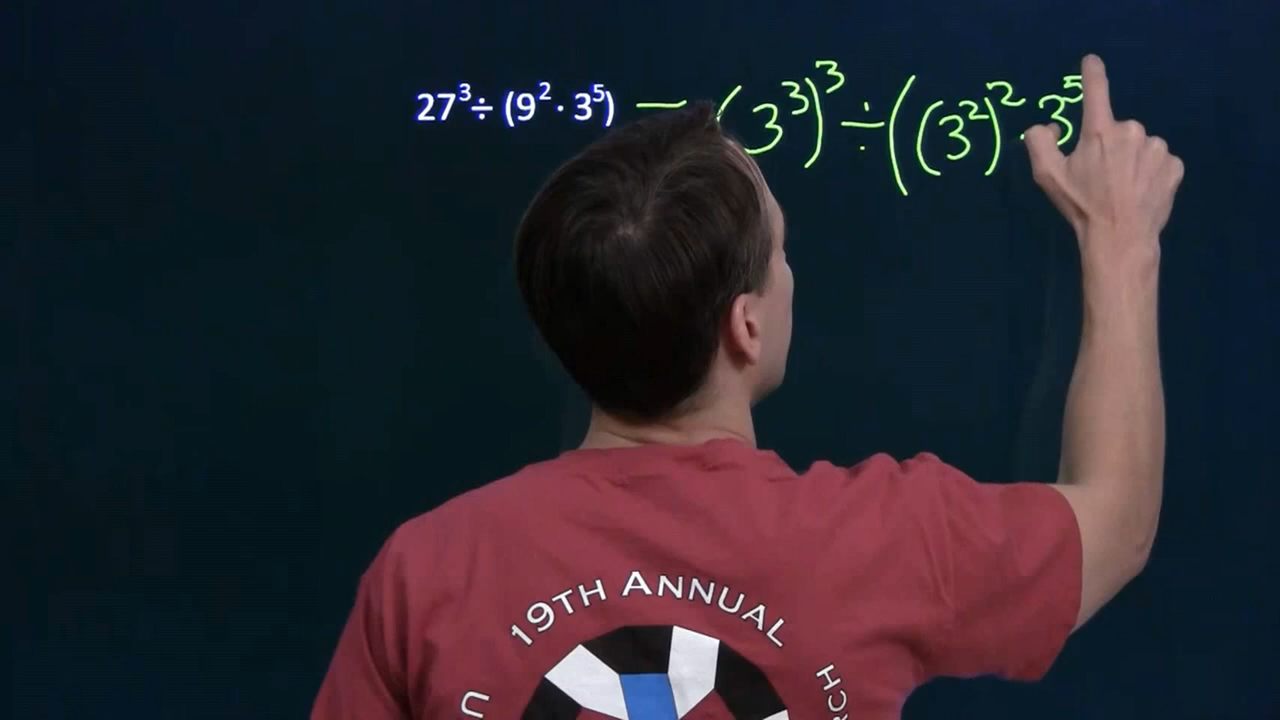 27³ ÷ (9² · 3⁵) = (3³)³ ÷ ((3²)² · 3⁵
19TH ANNUAL